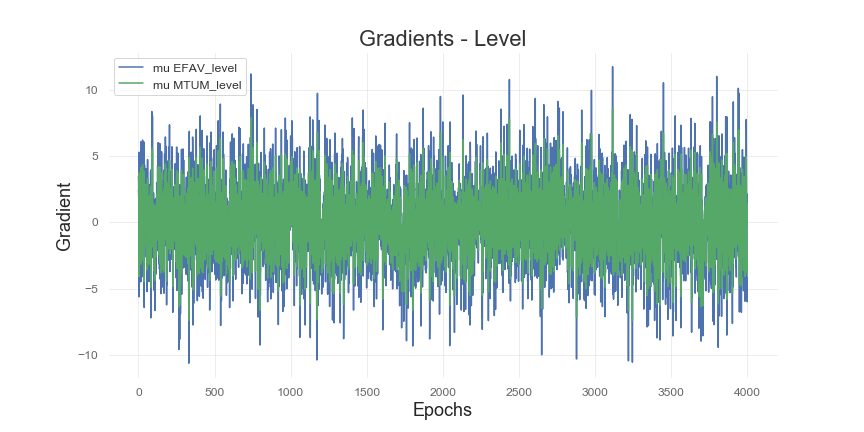 Gradients - Level
mu EFAV_level
mu MTUM_level
10
5
0
−5
−10
Gradient
0 500 1000 1500 2000 2500 3000 3500 4000
Epochs